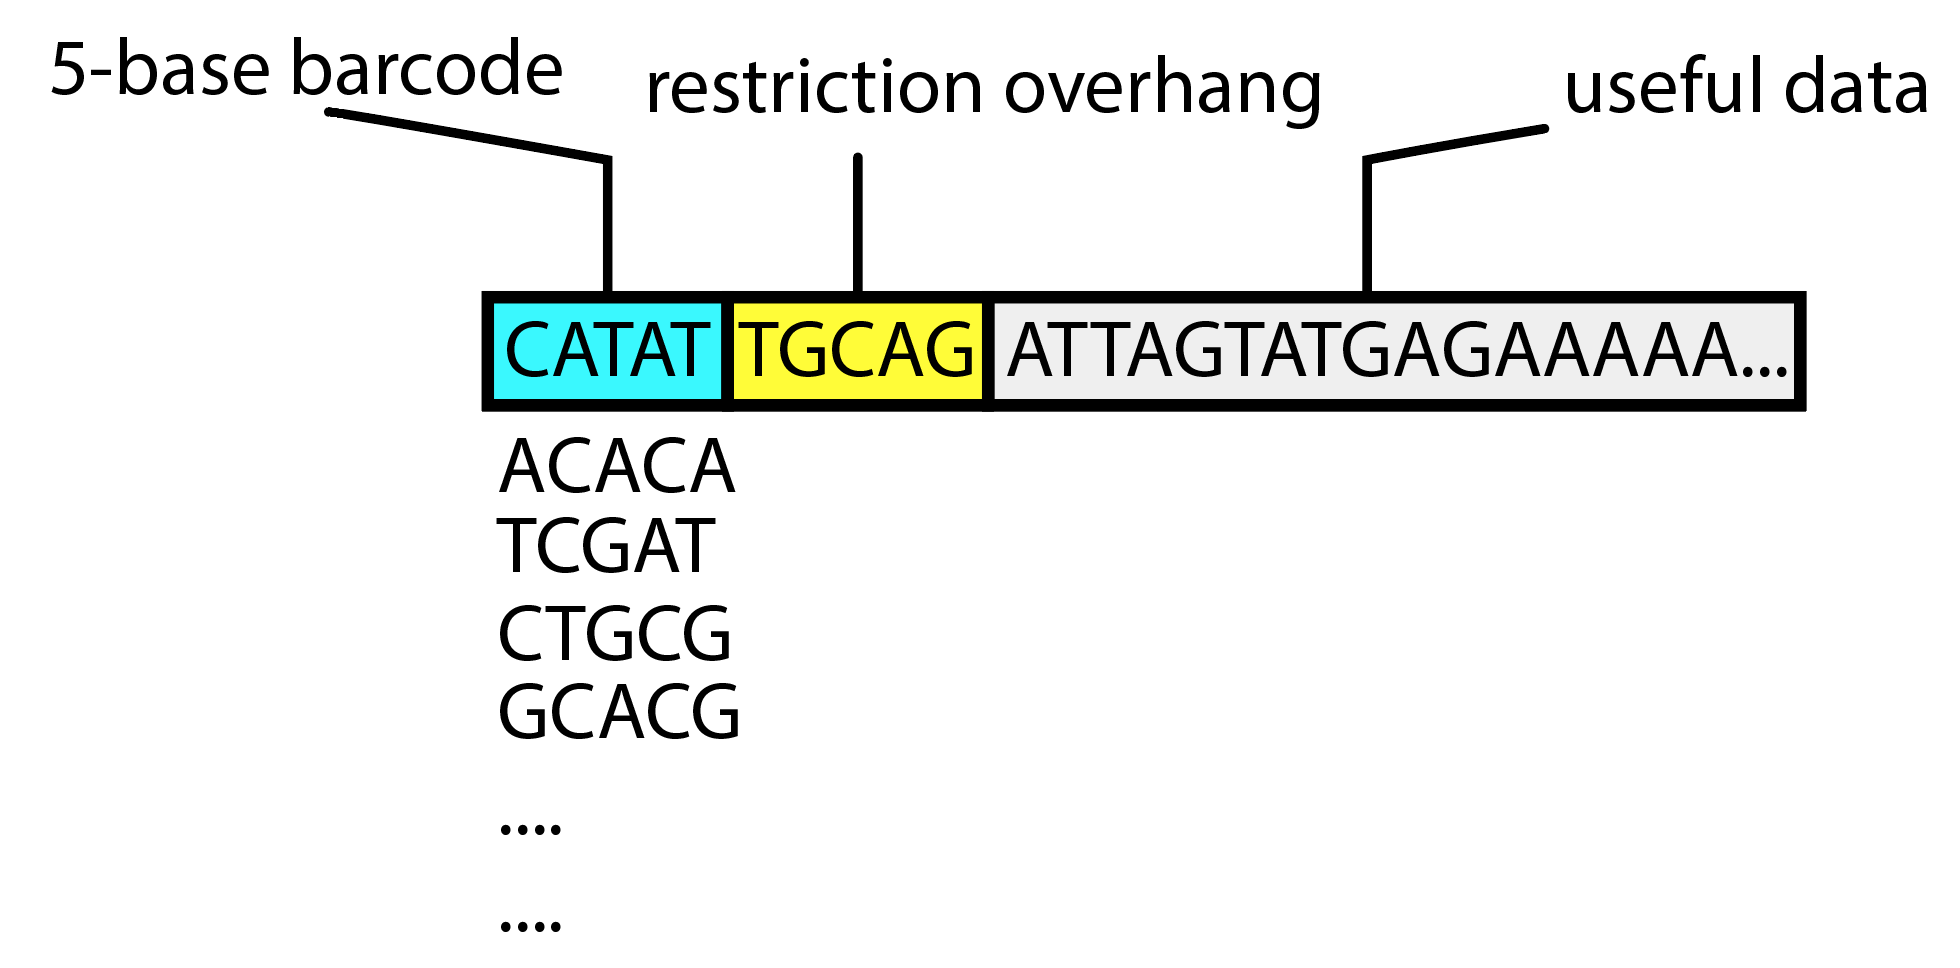 5-base barcode
restriction overhang
useful data
CATAT TGCAG ATTAGTATGAGAAAAA...
ACACA
TCGAT
CTGCG
GCACG
....
....